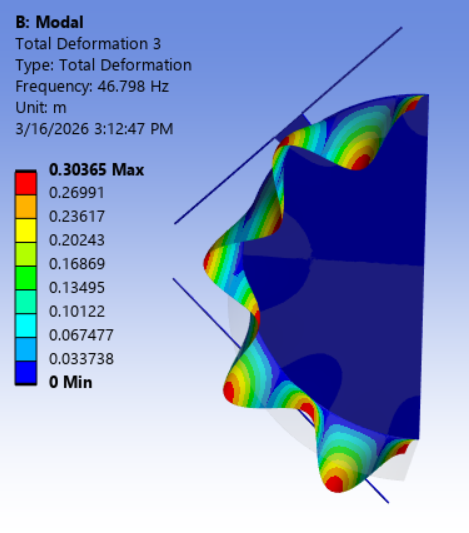 B: Modal
Total Deformation 3
Type: Total Deformation
Frequency: 46.798 Hz
Unit: m
3/16/2026 3:12:47 PM
0.30365 Max
0.26991
0.23617
0.20243
0.16869
0.13495
0.10122
0.067477
0.033738
0 Min